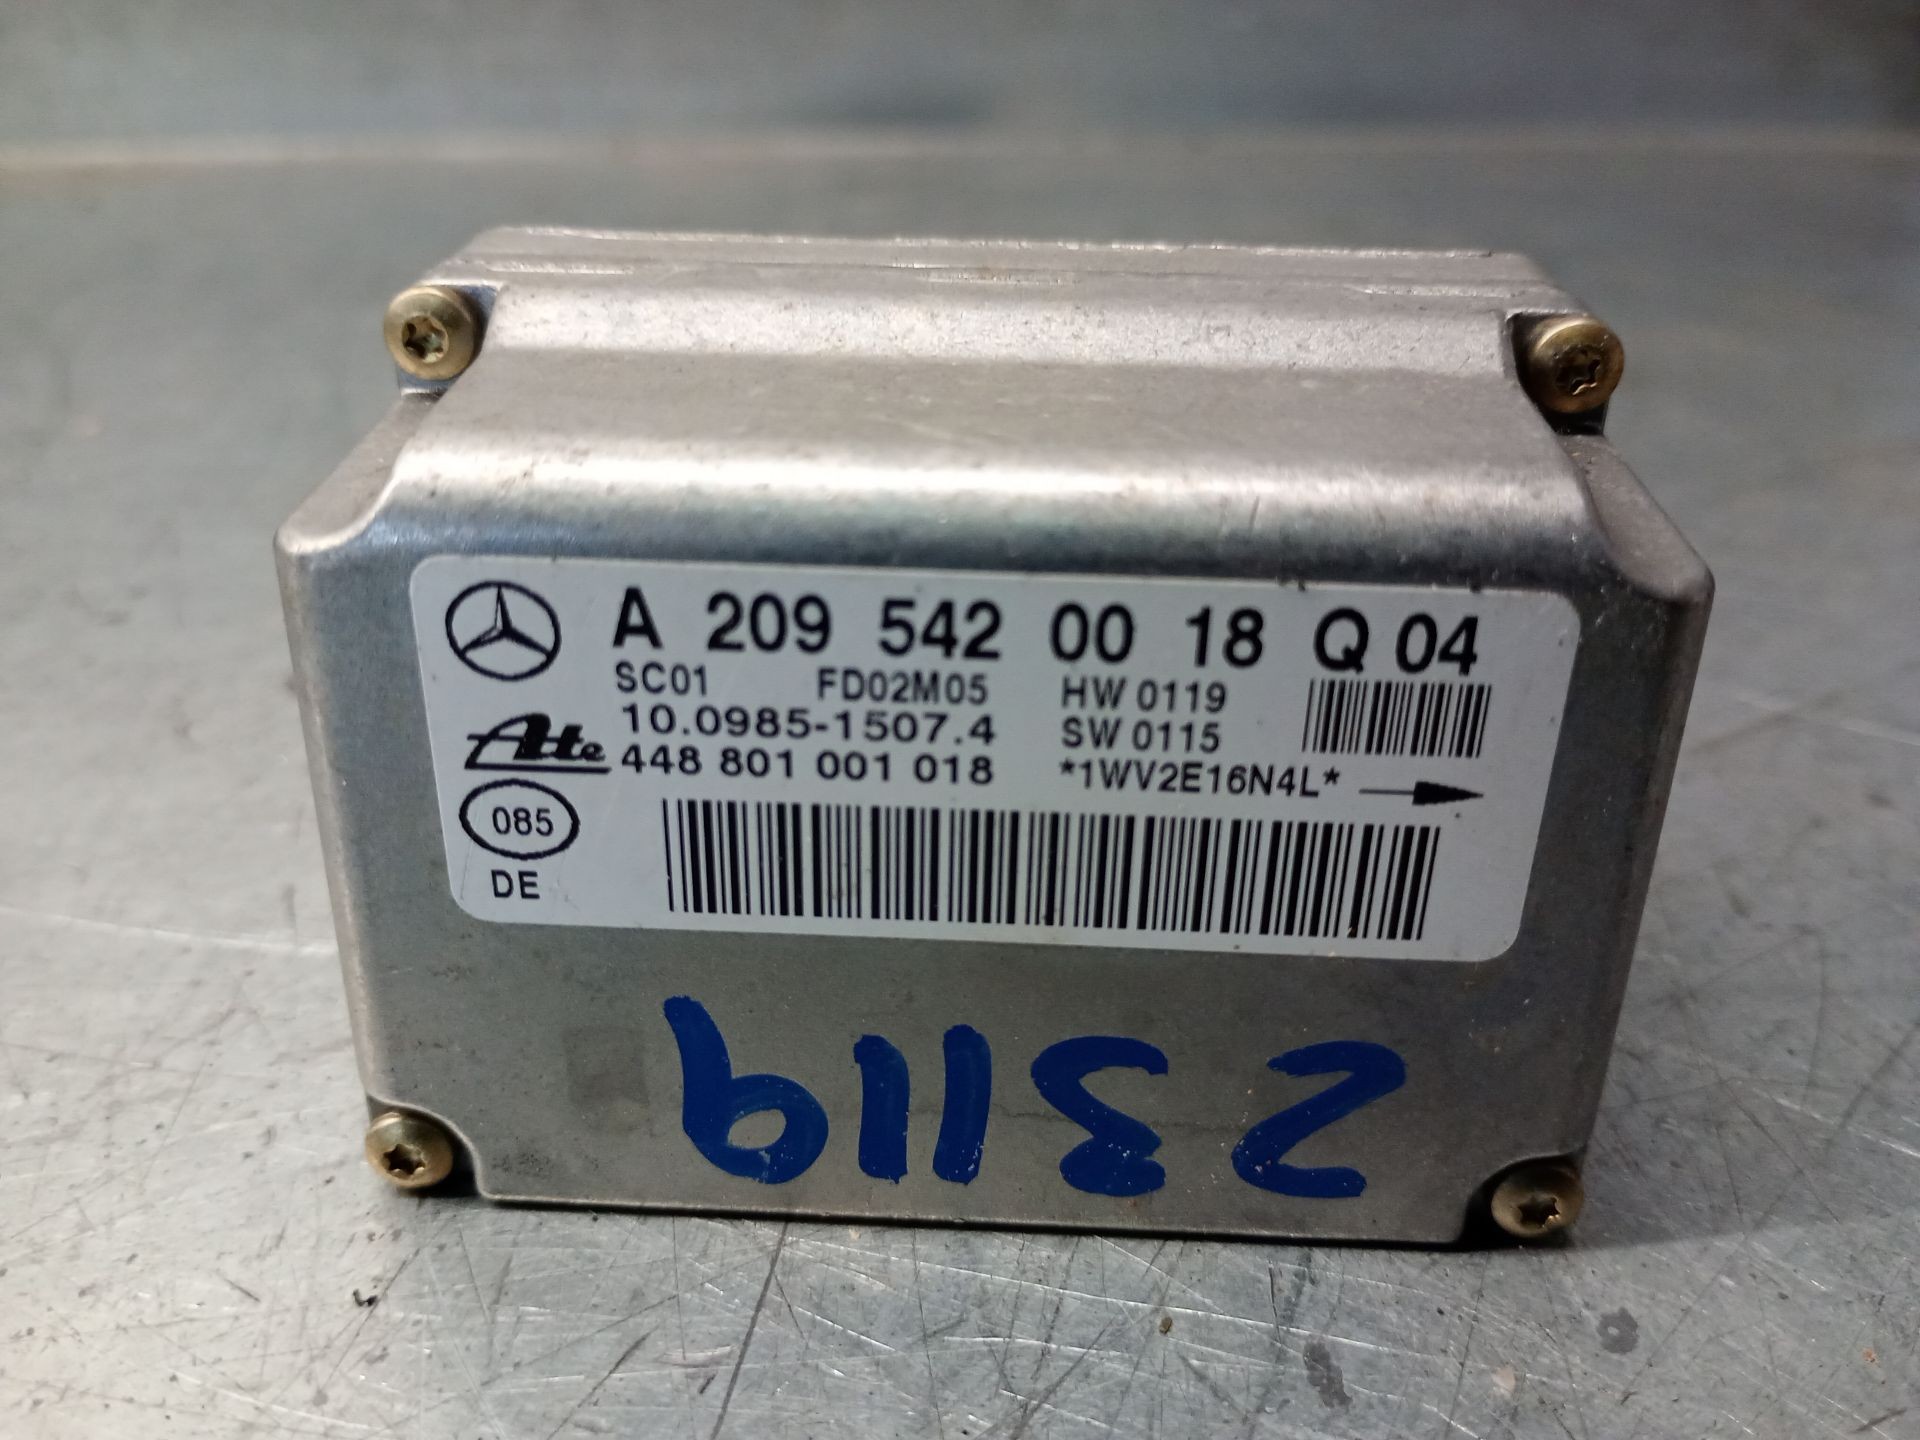 A 209 542 00 18 Q 04
SC01 FD02M05 HW 0119
10.0985-1507.4 SW 0115
Ate 448 801 001 018 *1WV2E16N4L*
085
DE
23119